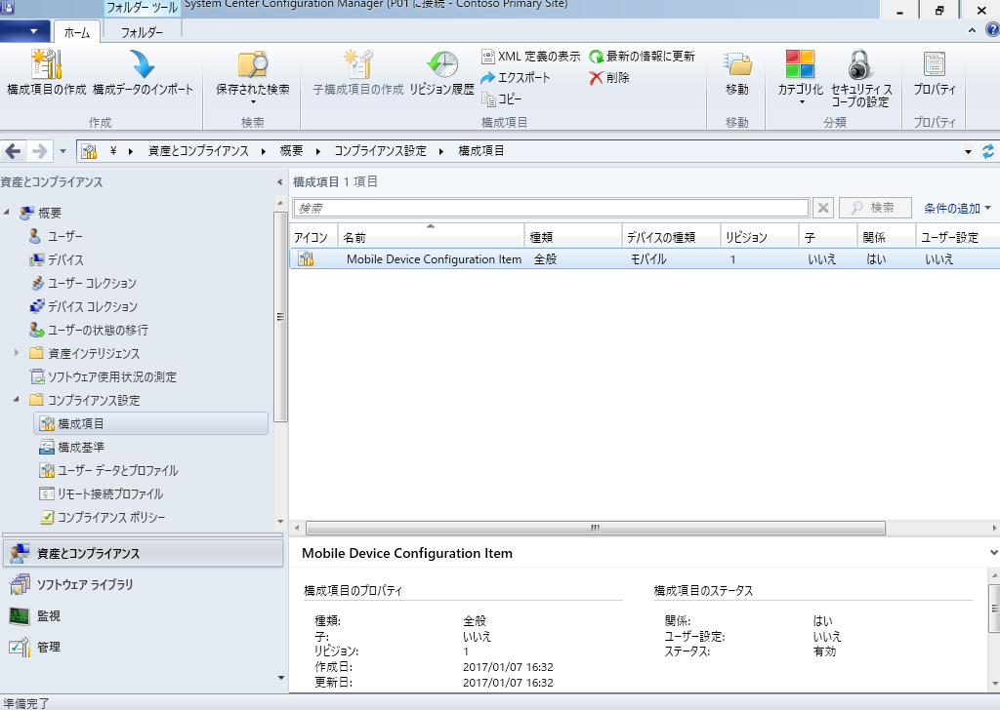 フォルダー ツール
System Center Configuration Manager (P01 に接続 - Contoso Primary Site)
ホーム
フォルダー
構成項目の作成
構成データのインポート
作成
保存された検索
検索
子構成項目の作成
リビジョン履歴
XML 定義の表示
エクスポート
コピー
最新の情報に更新
削除
構成項目
移動
移動
カテゴリ化
セキュリティ ス
コープの設定
分類
プロパティ
プロパティ
¥ ▸ 資産とコンプライアンス ▸ 概要 ▸ コンプライアンス設定 ▸ 構成項目
資産とコンプライアンス
概要
ユーザー
デバイス
ユーザー コレクション
デバイス コレクション
ユーザーの状態の移行
資産インテリジェンス
ソフトウェア使用状況の測定
コンプライアンス設定
構成項目
構成基準
ユーザー データとプロファイル
リモート接続プロファイル
コンプライアンス ポリシー
資産とコンプライアンス
ソフトウェア ライブラリ
監視
管理
構成項目 1 項目
検索
検索
条件の追加
アイコン 名前 種類 デバイスの種類 リビジョン 子 関係 ユーザー設定
Mobile Device Configuration Item 全般 モバイル 1 いいえ はい いいえ
Mobile Device Configuration Item
構成項目のプロパティ
種類: 全般
子: いいえ
リビジョン: 1
作成日: 2017/01/07 16:32
更新日: 2017/01/07 16:32
構成項目のステータス
関係: はい
ユーザー設定: いいえ
ステータス: 有効
準備完了